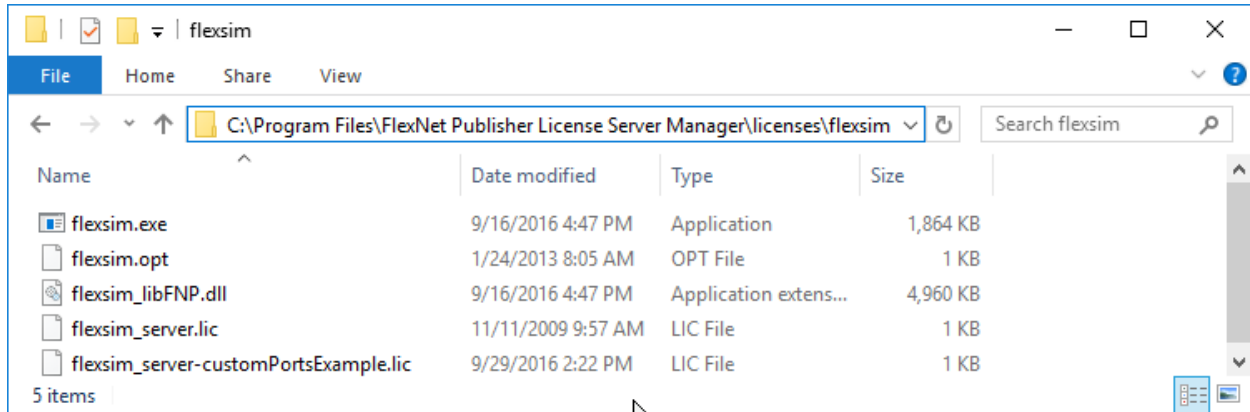 flexsim
File Home Share View
C:\Program Files\FlexNet Publisher License Server Manager\licenses\flexsim Search flexsim
Name Date modified Type Size
flexsim.exe 9/16/2016 4:47 PM Application 1,864 KB
flexsim.opt 1/24/2013 8:05 AM OPT File 1 KB
flexsim_libFNP.dll 9/16/2016 4:47 PM Application extens... 4,960 KB
flexsim_server.lic 11/11/2009 9:57 AM LIC File 1 KB
flexsim_server-customPortsExample.lic 9/29/2016 2:22 PM LIC File 1 KB
5 items